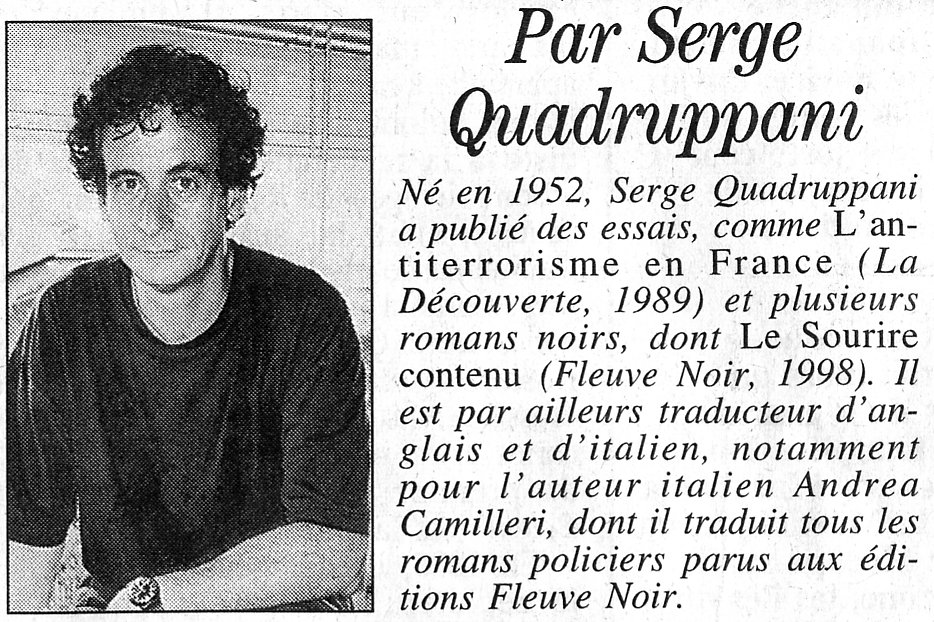 Par Serge
Quadruppani
Né en 1952, Serge Quadruppani
a publié des essais, comme L'an-
titerrorisme en France (La
Découverte, 1989) et plusieurs
romans noirs, dont Le Sourire
contenu (Fleuve Noir, 1998). Il
est par ailleurs traducteur d'an-
glais et d'italien, notamment
pour l'auteur italien Andrea
Camilleri, dont il traduit tous les
romans policiers parus aux édi-
tions Fleuve Noir.